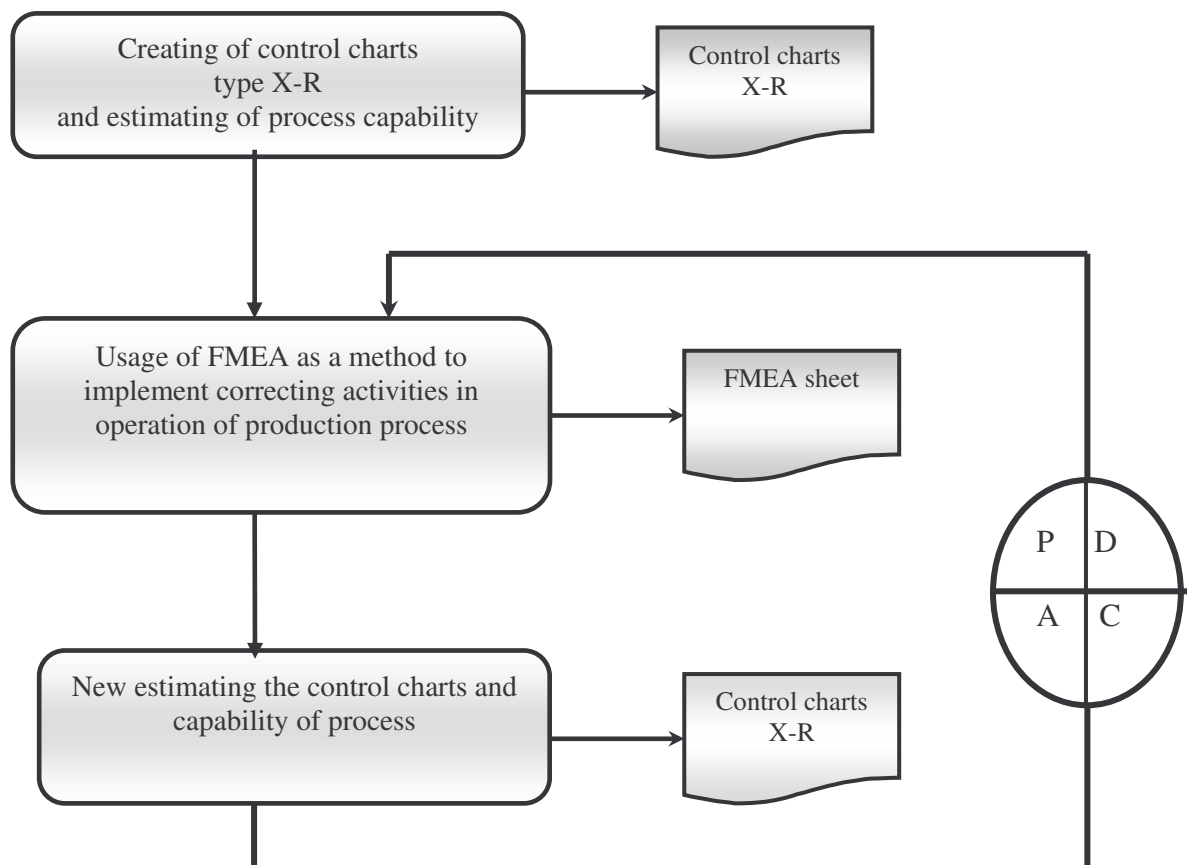 Creating of control charts
type X-R
and estimating of process capability
Control charts
X-R
Usage of FMEA as a method to
implement correcting activities in
operation of production process
FMEA sheet
P D
A C
New estimating the control charts and
capability of process
Control charts
X-R